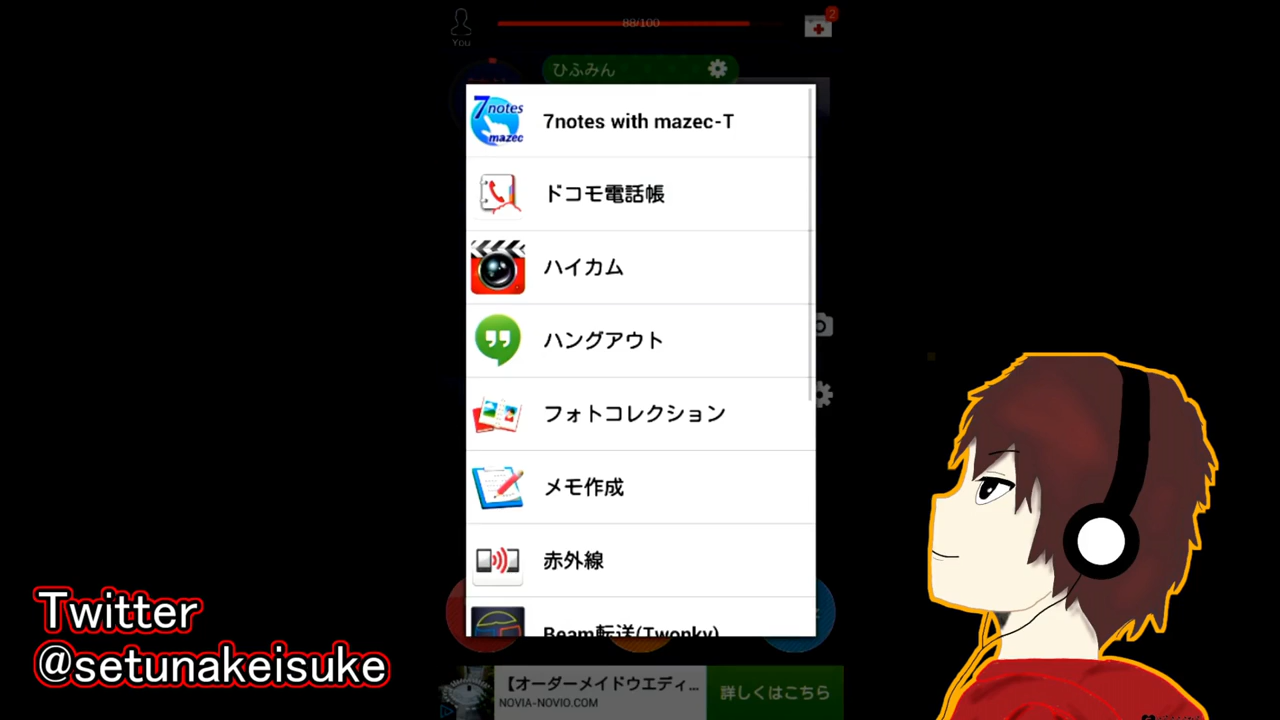 88/100
2
You
ひふみん
7notes with mazec-T
7notes
mazec
ドコモ電話帳
ハイカム
ハングアウト
フォトコレクション
メモ作成
赤外線
Beam転送(Twonky)
Twitter
@setunakeisuke
【オーダーメイドウエディ...
NOVIA-NOVIO.COM
詳しくはこちら